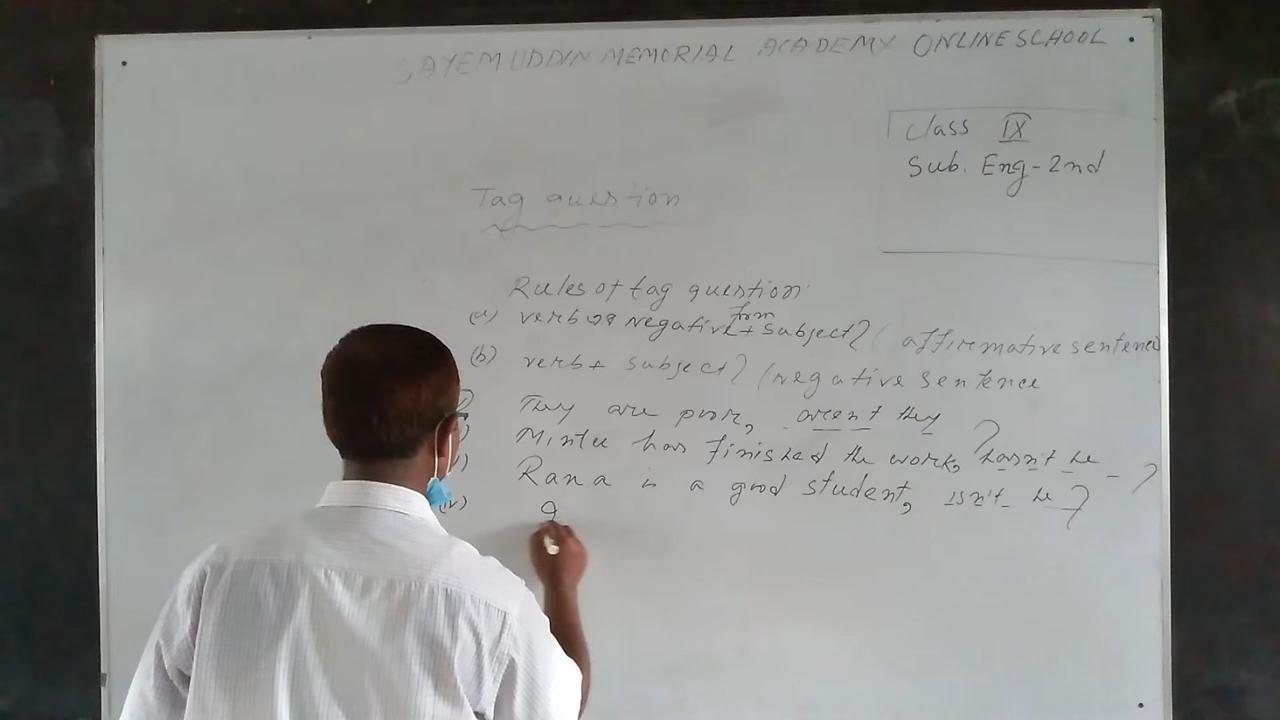 SAYEMUDDIN MEMORIAL ACADEMY ONLINE SCHOOL
Class IX
Sub. Eng-2nd
Tag question
Rules of tag question
(a) verb negative form + subject? (affirmative sentence
(b) verb + subject? (negative sentence
They are poor, aren't they?
Mintu has finished the work, hasn't he?
Rana is a good student, isn't he?
(iv)